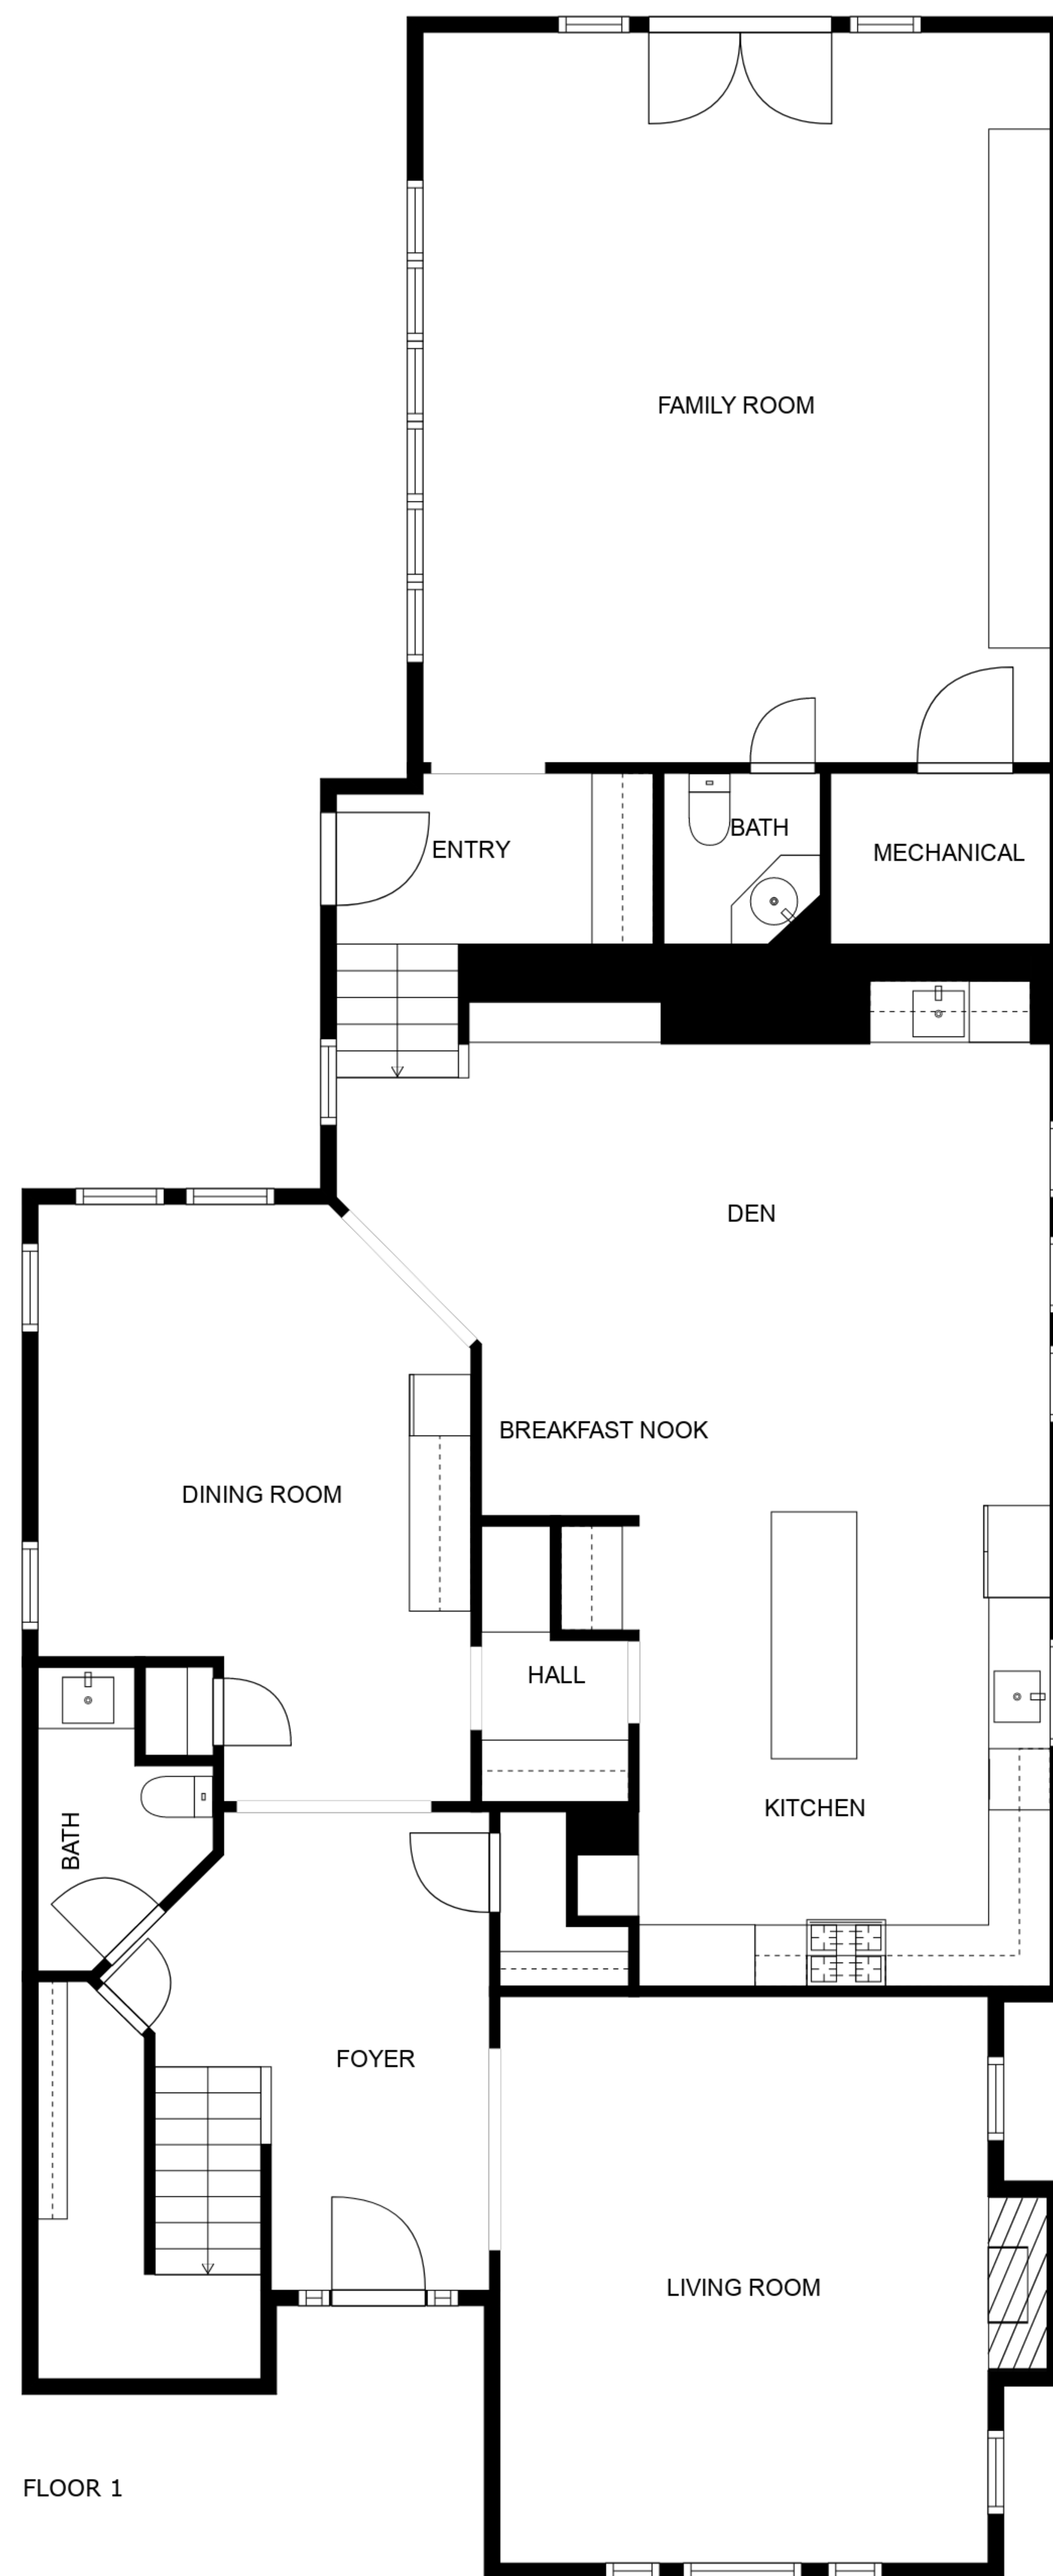 FAMILY ROOM
BATH
ENTRY
MECHANICAL
DEN
BREAKFAST NOOK
DINING ROOM
HALL
KITCHEN
BATH
FOYER
LIVING ROOM
FLOOR 1